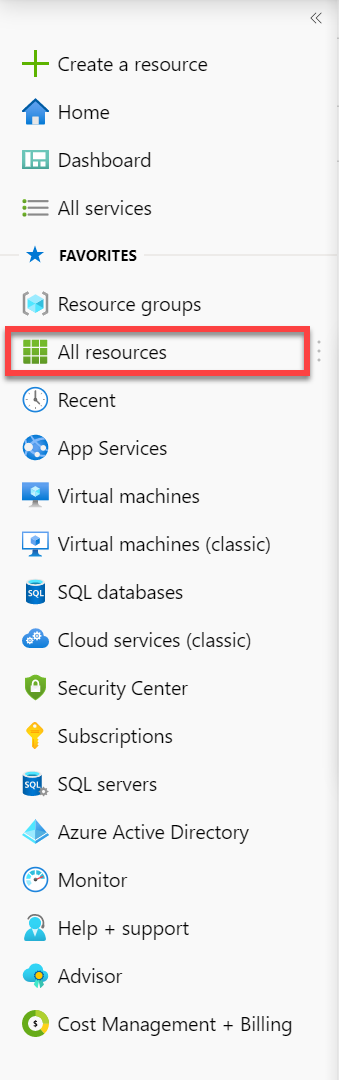 Create a resource
Home
Dashboard
All services
FAVORITES
Resource groups
All resources
Recent
App Services
Virtual machines
Virtual machines (classic)
SQL databases
Cloud services (classic)
Security Center
Subscriptions
SQL servers
Azure Active Directory
Monitor
Help + support
Advisor
Cost Management + Billing